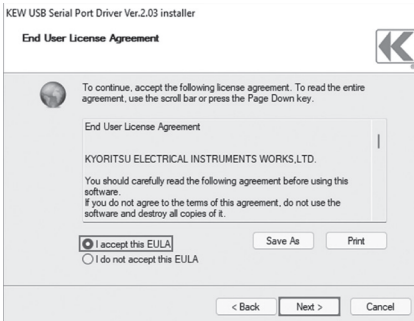 KEW USB Serial Port Driver Ver.2.03 installer
End User License Agreement
To continue, accept the following license agreement. To read the entire
agreement, use the scroll bar or press the Page Down key.
End User License Agreement
KYORITSU ELECTRICAL INSTRUMENTS WORKS,LTD.
You should carefully read the following agreement before using this
software.
If you do not agree to the terms of this agreement, do not use the
software and destroy all copies of it.
I accept this EULA
I do not accept this EULA
Save As
Print
< Back
Next >
Cancel